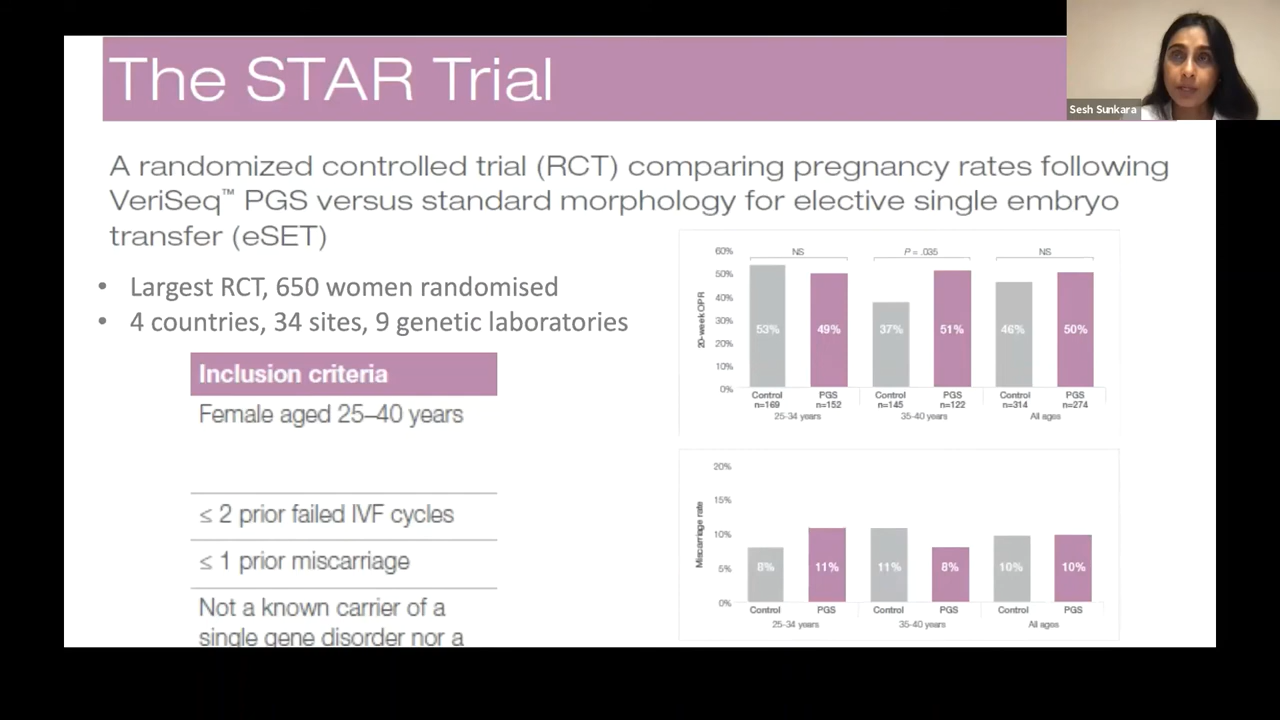 The STAR Trial
Sesh Sunkara
A randomized controlled trial (RCT) comparing pregnancy rates following
VeriSeq™ PGS versus standard morphology for elective single embryo
transfer (eSET)
• Largest RCT, 650 women randomised
• 4 countries, 34 sites, 9 genetic laboratories
Inclusion criteria
Female aged 25–40 years
≤ 2 prior failed IVF cycles
≤ 1 prior miscarriage
Not a known carrier of a
single gene disorder nor a
20-week OPR
60%
50%
40%
30%
20%
10%
0%
NS
P = .035
NS
53%
49%
37%
51%
46%
50%
Control PGS Control PGS Control PGS
n=169 n=152 n=145 n=122 n=314 n=274
25-34 years 35-40 years All ages
Miscarriage rate
20%
15%
10%
5%
0%
8%
11%
11%
8%
10%
10%
Control PGS Control PGS Control PGS
25-34 years 35-40 years All ages